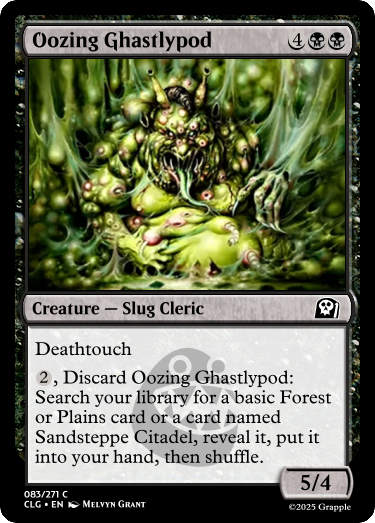 Oozing Ghastlypod 4
Creature — Slug Cleric
Deathtouch
2, Discard Oozing Ghastlypod:
Search your library for a basic Forest
or Plains card or a card named
Sandsteppe Citadel, reveal it, put it
into your hand, then shuffle.
5/4
083/271 C
CLG • EN Melvyn Grant
©2025 Grapple